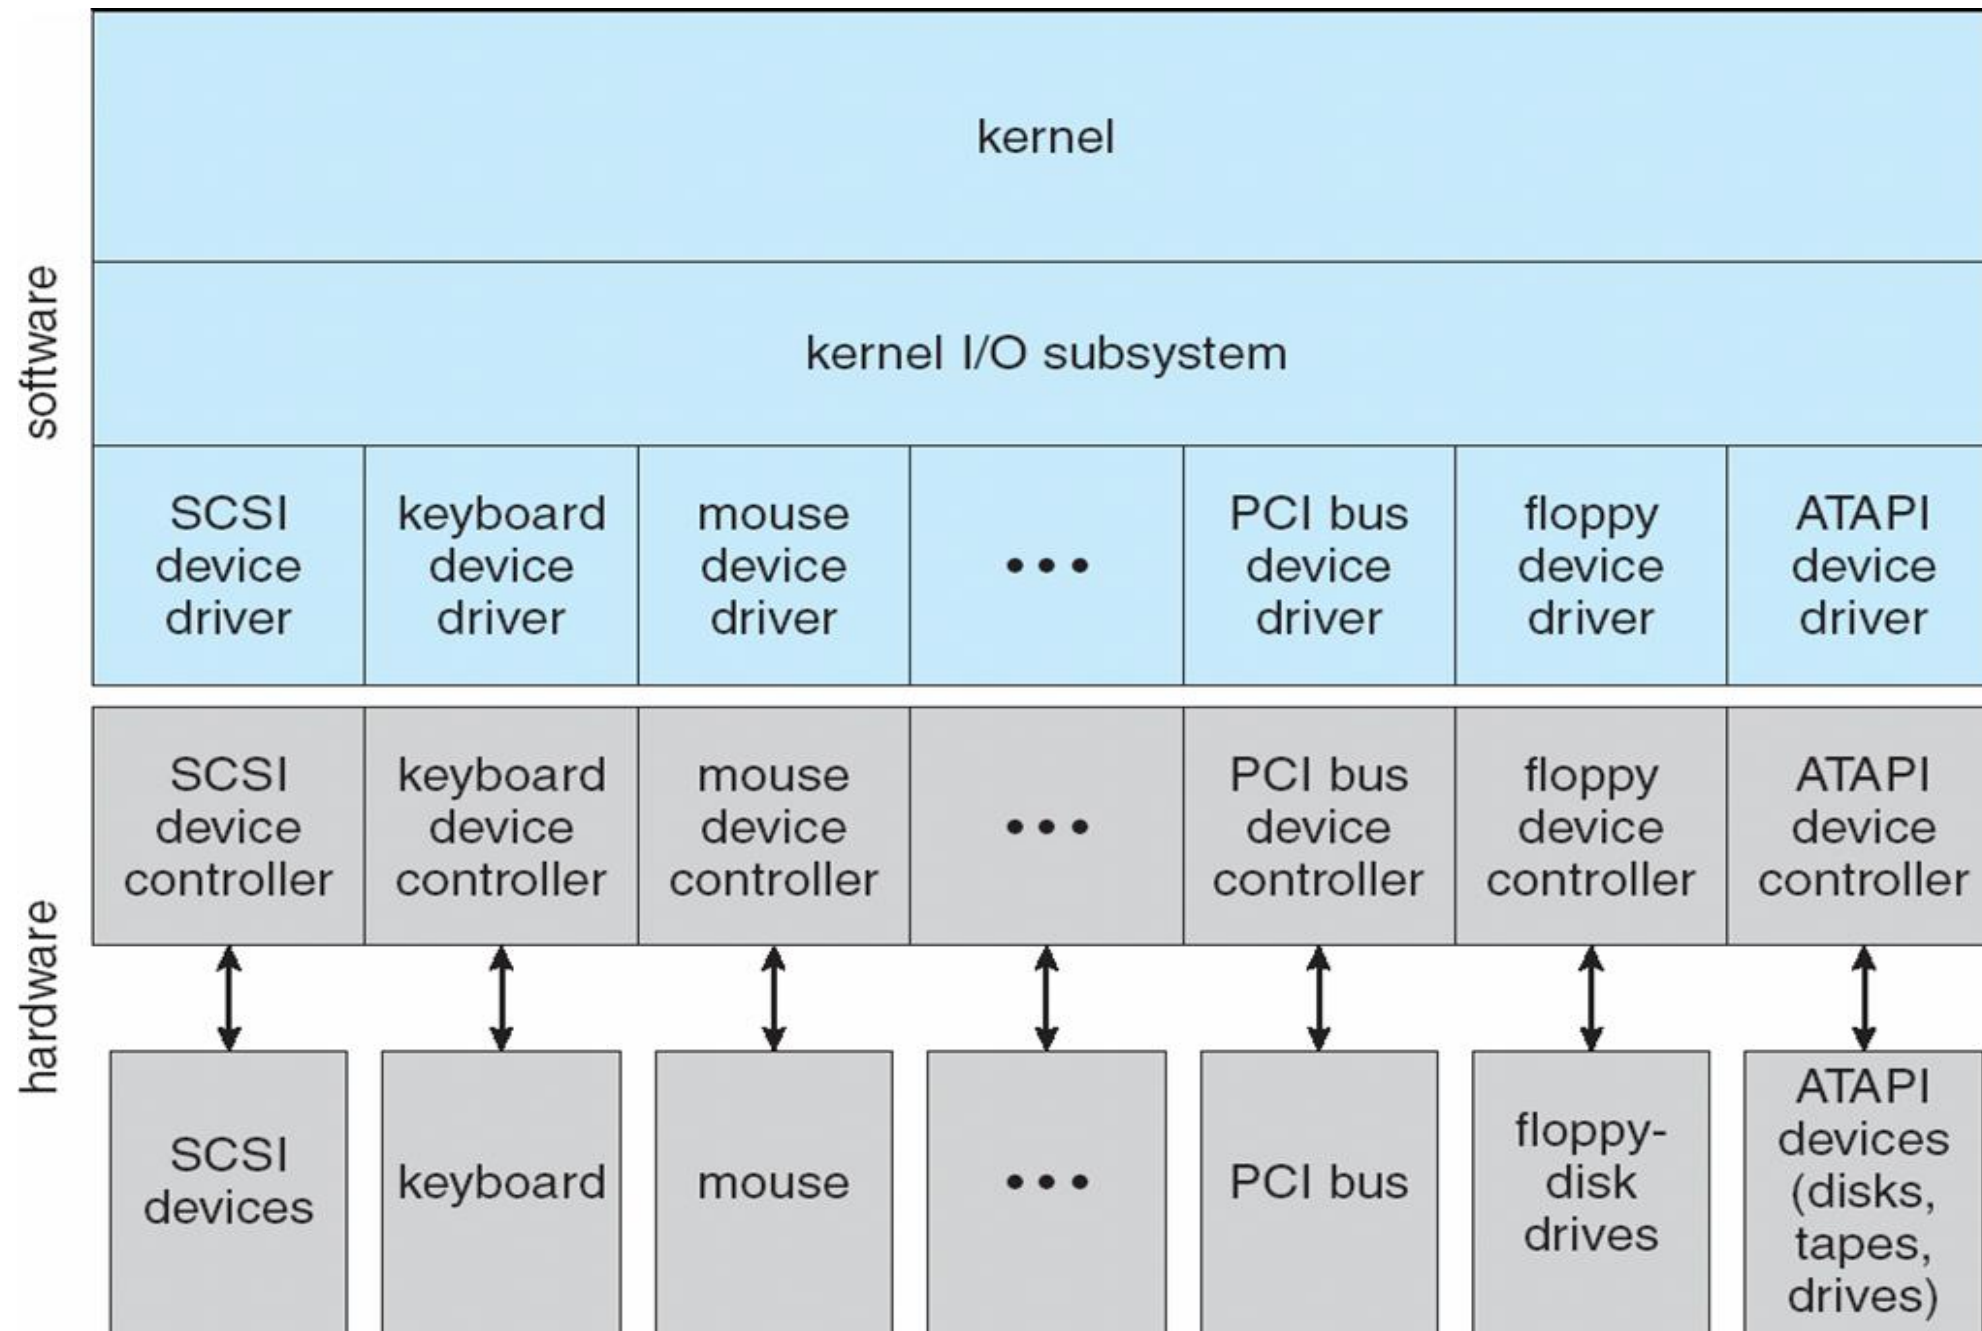 kernel
software
kernel I/O subsystem
SCSI
device
driver
keyboard
device
driver
mouse
device
driver
•••
PCI bus
device
driver
floppy
device
driver
ATAPI
device
driver
hardware
SCSI
device
controller
keyboard
device
controller
mouse
device
controller
•••
PCI bus
device
controller
floppy
device
controller
ATAPI
device
controller
SCSI
devices
keyboard
mouse
•••
PCI bus
floppy-
disk
drives
ATAPI
devices
(disks,
tapes,
drives)